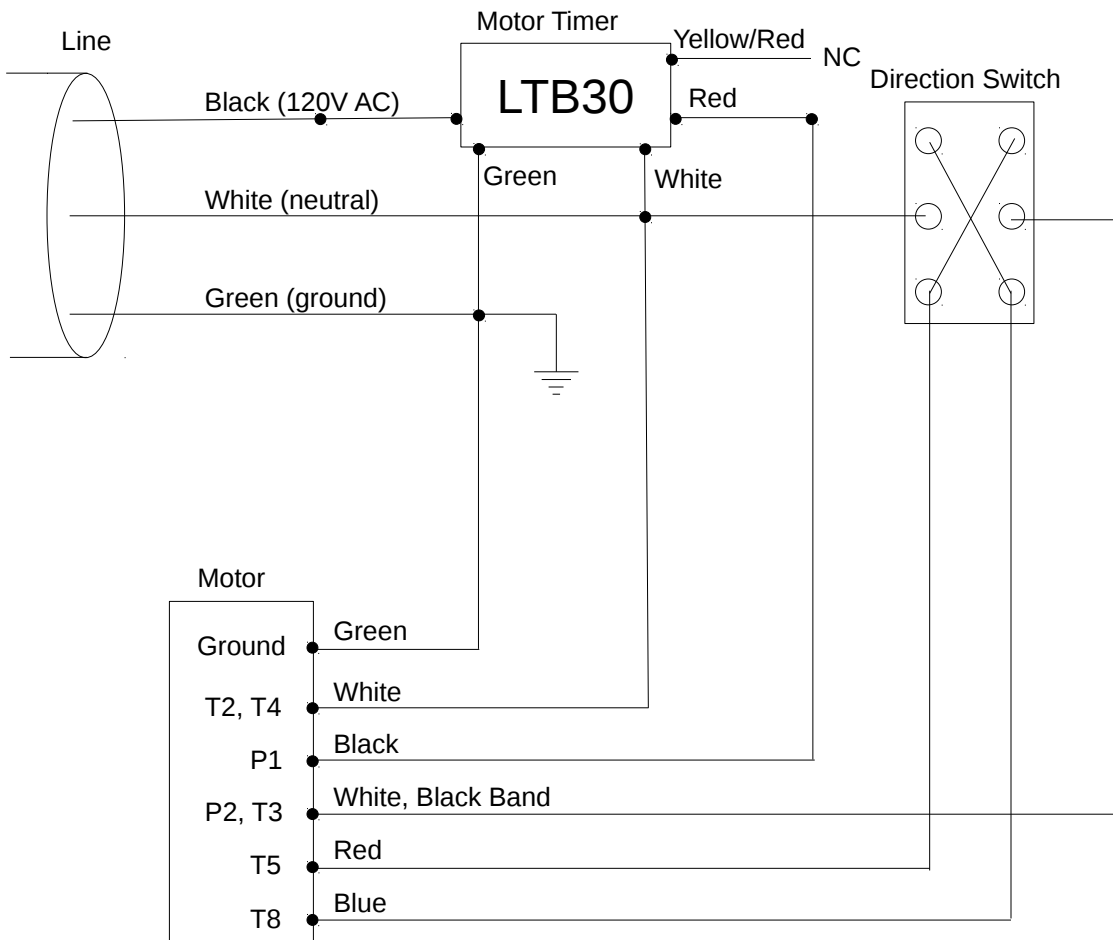 Line
Motor Timer
Yellow/Red
NC
LTB30
Direction Switch
Black (120V AC)
Red
Green
White
White (neutral)
Green (ground)
Motor
Ground
Green
T2, T4
White
P1
Black
P2, T3
White, Black Band
T5
Red
T8
Blue